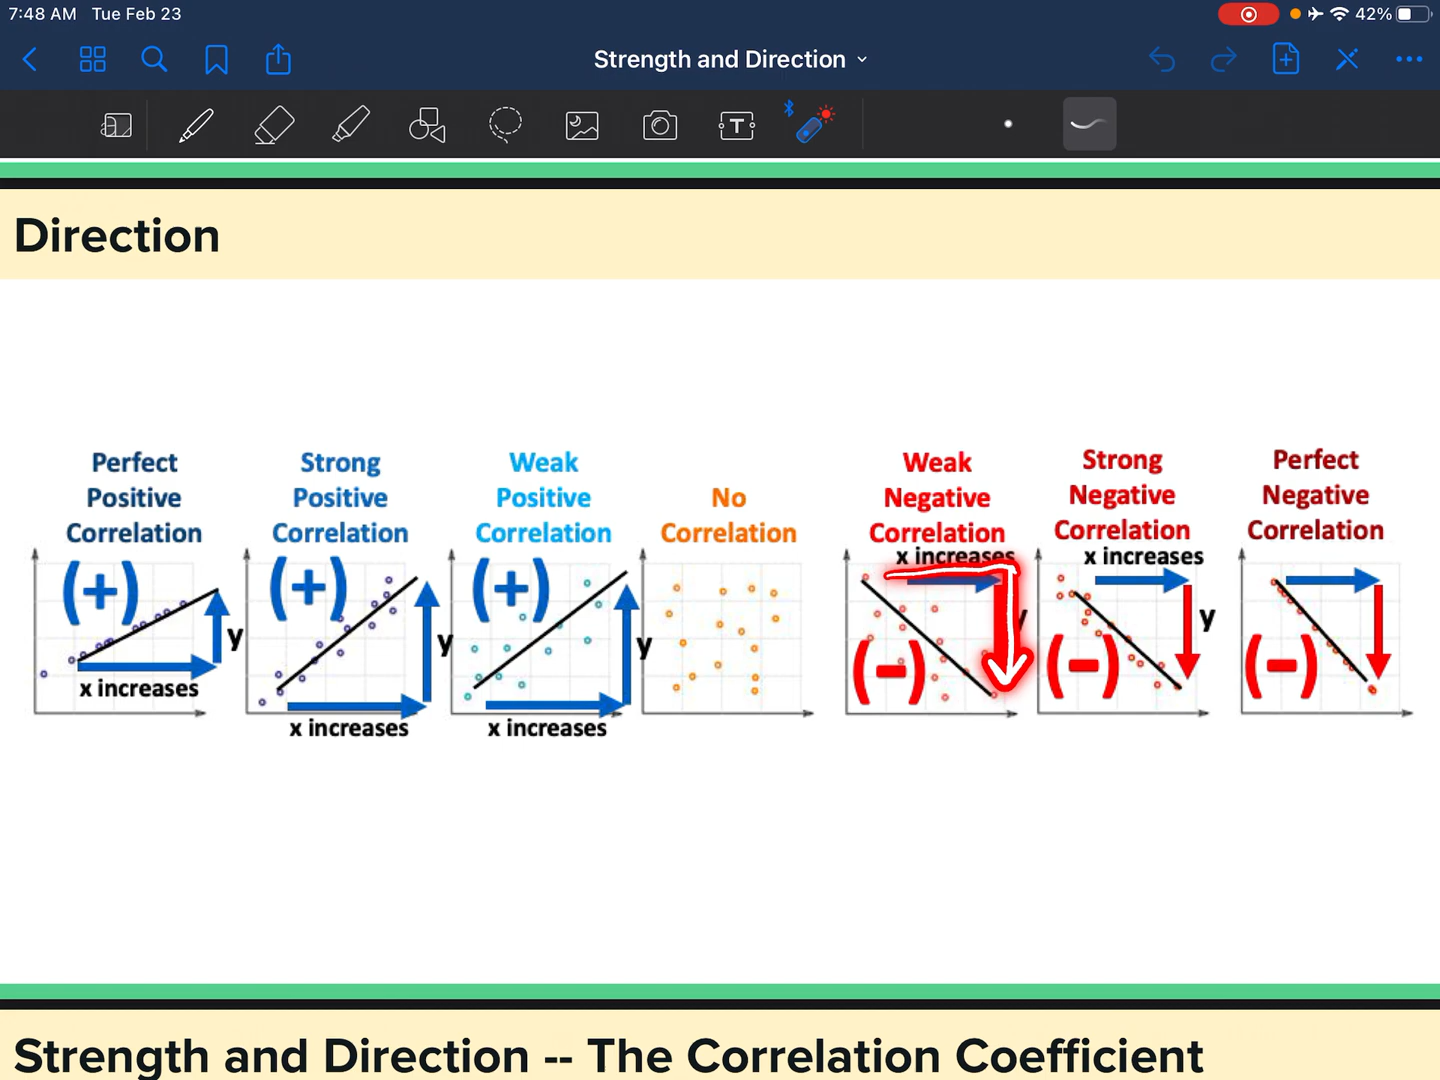 7:48 AM Tue Feb 23
42%
Strength and Direction
T
Direction
Perfect
Positive
Correlation
(+)
y
x increases
Strong
Positive
Correlation
(+)
y
x increases
Weak
Positive
Correlation
(+)
y
x increases
No
Correlation
Weak
Negative
Correlation
x increases
y
(-)
Strong
Negative
Correlation
x increases
y
(-)
Perfect
Negative
Correlation
(-)
Strength and Direction -- The Correlation Coefficient